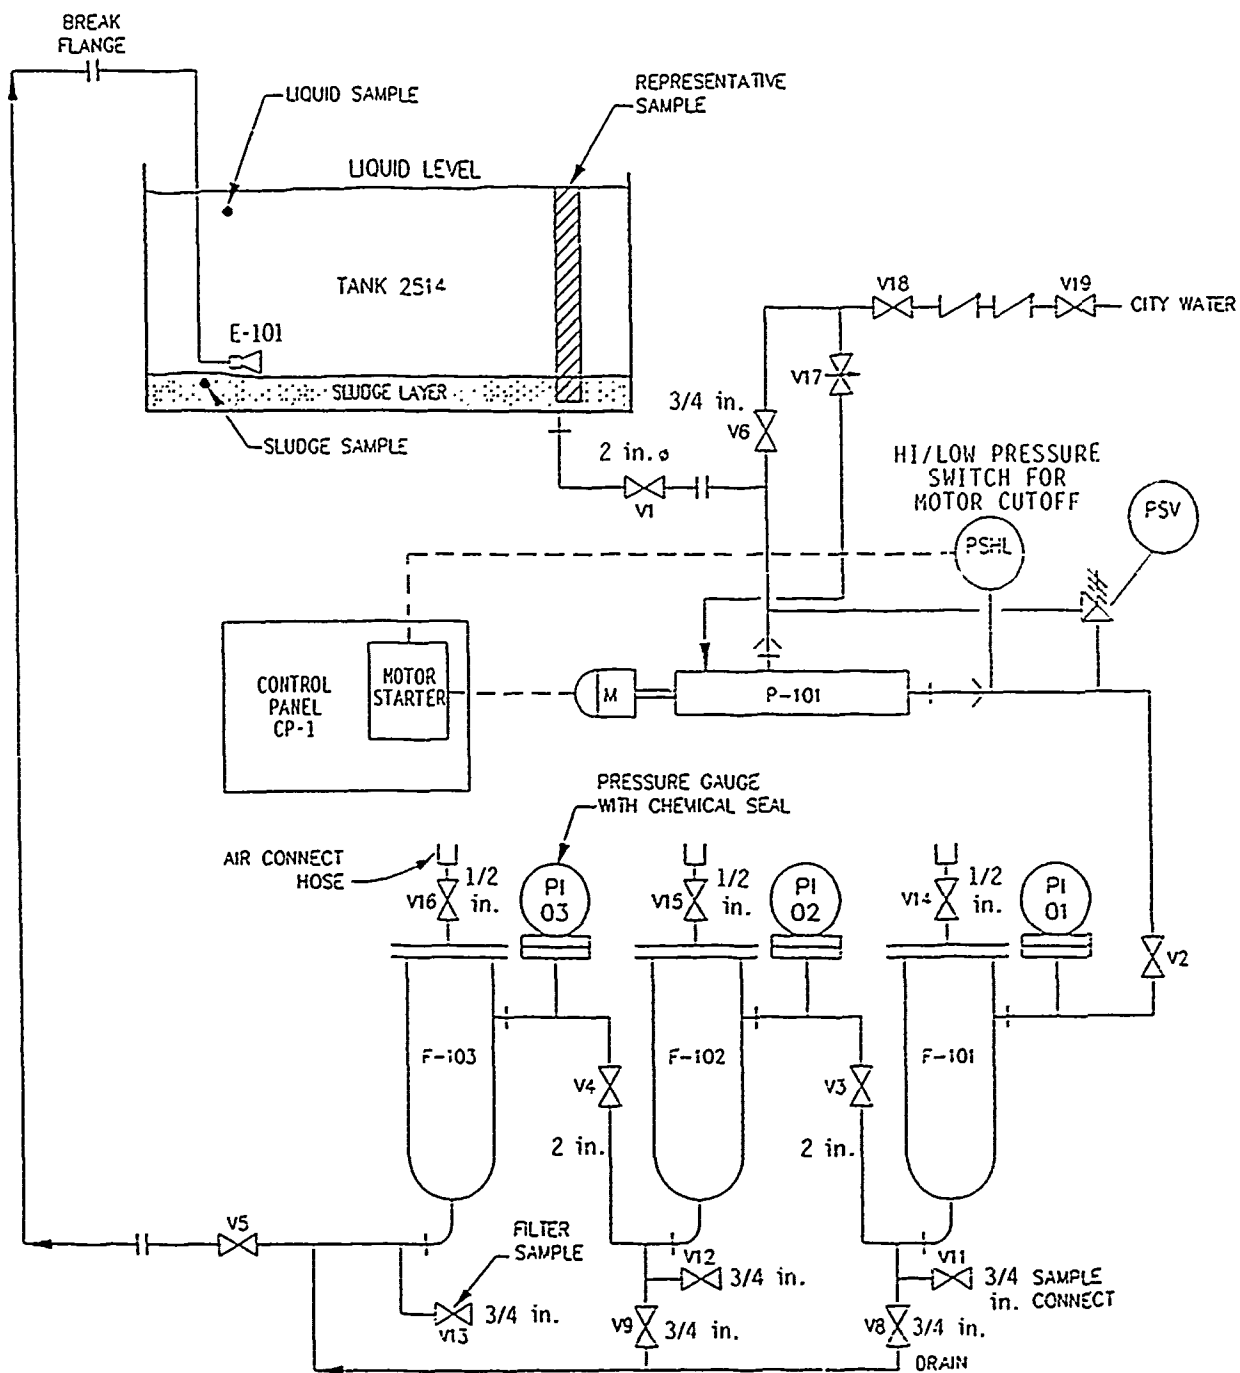 BREAK
FLANGE
LIQUID SAMPLE
REPRESENTATIVE
SAMPLE
LIQUID LEVEL
TANK 2514
E-101
SLUDGE LAYER
SLUDGE SAMPLE
V18
V19
CITY WATER
V17
3/4 in.
V6
2 in.
V1
HI/LOW PRESSURE
SWITCH FOR
MOTOR CUTOFF
PSHL
PSV
CONTROL
PANEL
CP-1
MOTOR
STARTER
M
P-101
PRESSURE GAUGE
WITH CHEMICAL SEAL
AIR CONNECT
HOSE
V16
1/2
in.
PI
03
V15
1/2
in.
PI
02
V14
1/2
in.
PI
01
V2
F-103
V4
F-102
V3
F-101
2 in.
2 in.
V5
FILTER
SAMPLE
V13
3/4 in.
V12
3/4 in.
V9
3/4 in.
V11
3/4 SAMPLE
in. CONNECT
V8
3/4 in.
DRAIN